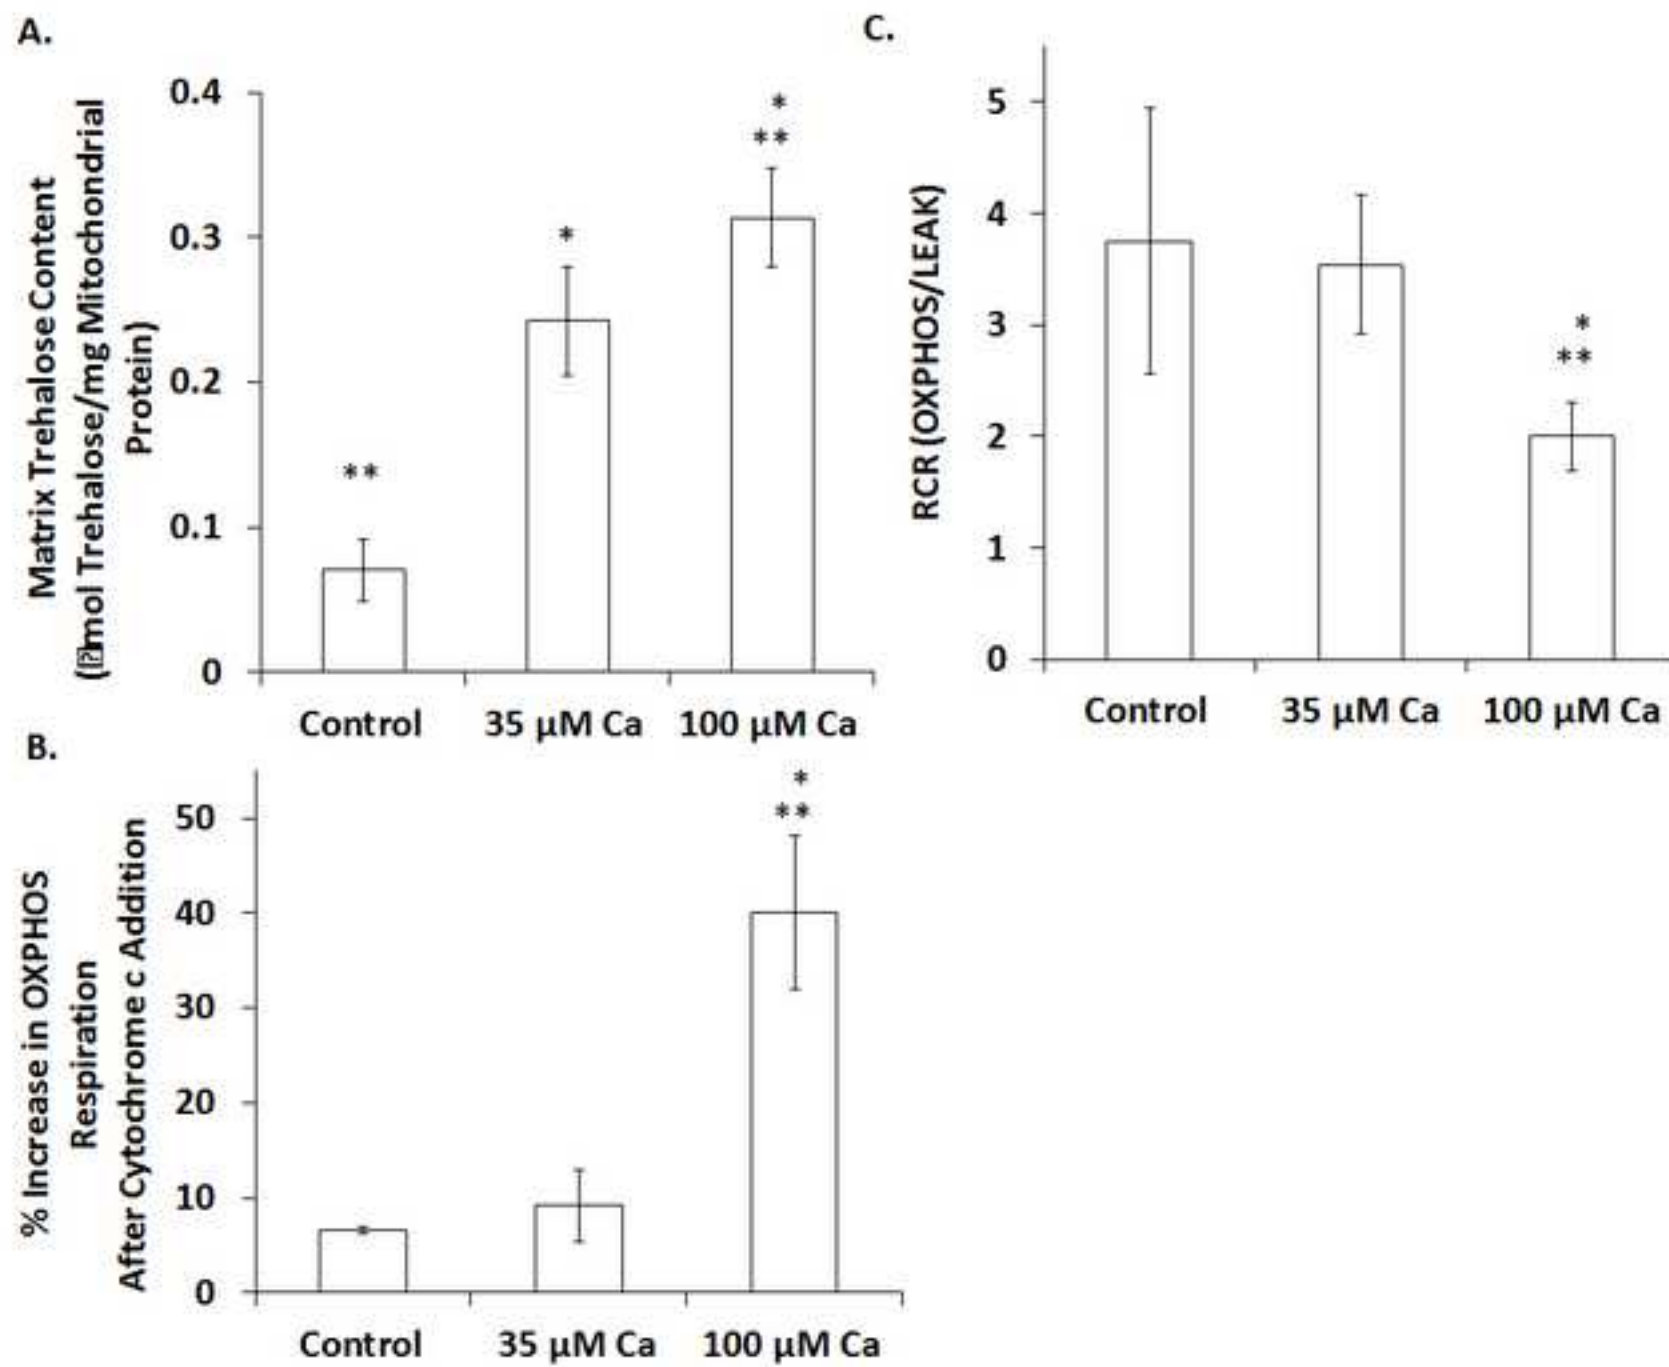 A.
Matrix Trehalose Content
(�mol Trehalose/mg Mitochondrial
Protein)
0.4
0.3
0.2
0.1
0
*
**
*
**
Control
35 µM Ca
100 µM Ca
B.
% Increase in OXPHOS
Respiration
After Cytochrome c Addition
50
40
30
20
10
0
*
**
Control
35 µM Ca
100 µM Ca
C.
RCR (OXPHOS/LEAK)
5
4
3
2
1
0
*
**
Control
35 µM Ca
100 µM Ca